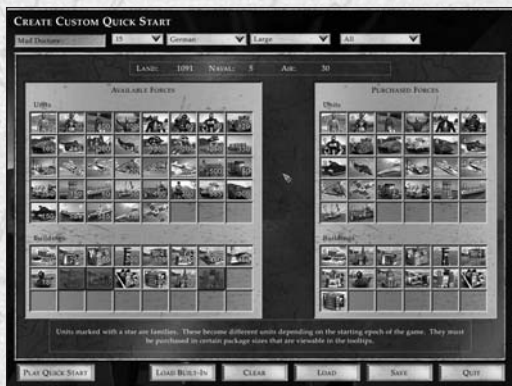 CREATE CUSTOM QUICK START
Mad Doctors 15 German Large All
LAND: 1091 NAVAL: 5 AIR: 50
AVAILABLE FORCES
Units
Buildings
PURCHASED FORCES
Units
Buildings
Units marked with a star are families. These become different units depending on the starting epoch of the game. They must
be purchased in certain package sizes that are viewable in the tooltips.
PLAY QUICK START LOAD BUILT-IN CLEAR LOAD SAVE QUIT